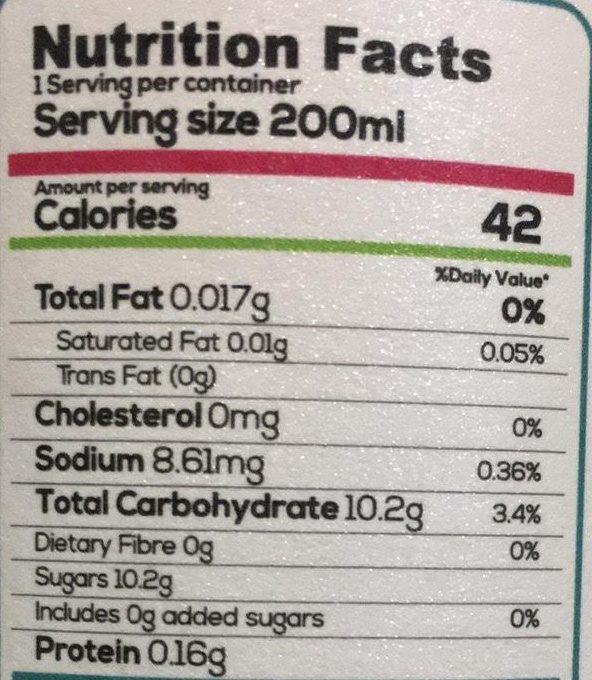 Nutrition Facts
1 Serving per container
Serving size 200ml
Amount per serving
Calories 42
%Daily Value*
Total Fat 0.017g 0%
Saturated Fat 0.01g 0.05%
Trans Fat (0g)
Cholesterol 0mg 0%
Sodium 8.61mg 0.36%
Total Carbohydrate 10.2g 3.4%
Dietary Fibre 0g 0%
Sugars 10.2g
Includes 0g added sugars 0%
Protein 0.16g